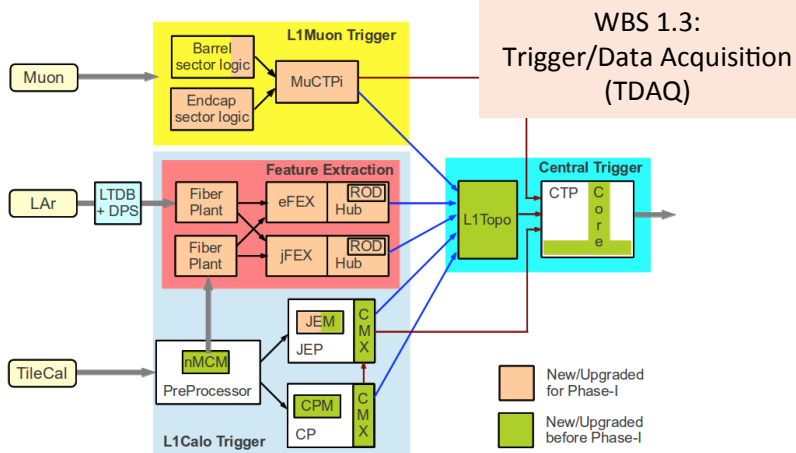 WBS 1.3:
Trigger/Data Acquisition
(TDAQ)
L1Muon Trigger
Barrel
sector logic
Endcap
sector logic
MuCTPi
Muon
LAr
LTDB
+ DPS
Feature Extraction
Fiber
Plant
eFEX
ROD
Hub
Fiber
Plant
jFEX
ROD
Hub
Central Trigger
L1Topo
CTP
Core
TileCal
nMCM
PreProcessor
JEM
JEP
CMX
CPM
CP
CMX
L1Calo Trigger
New/Upgraded
for Phase-I
New/Upgraded
before Phase-I